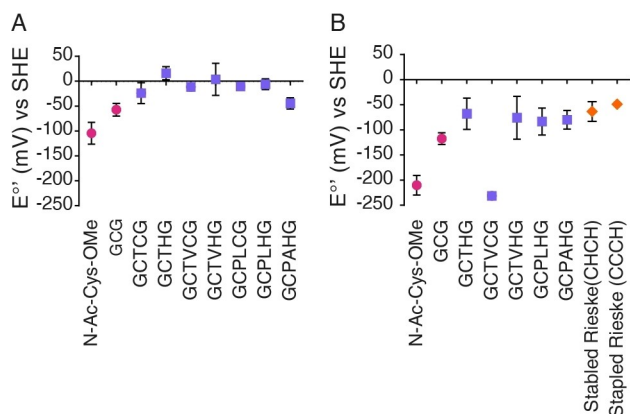 A
E°’ (mV) vs SHE
50
0
-50
-100
-150
-200
-250
N-Ac-Cys-OMe
GCG
GCTCG
GCTHG
GCTVCG
GCTVHG
GCPLCG
GCPLHG
GCPAHG
B
E°’ (mV) vs SHE
50
0
-50
-100
-150
-200
-250
N-Ac-Cys-OMe
GCG
GCTHG
GCTVCG
GCTVHG
GCPLHG
GCPAHG
Stabled Rieske(CHCH)
Stapled Rieske (CCCH)